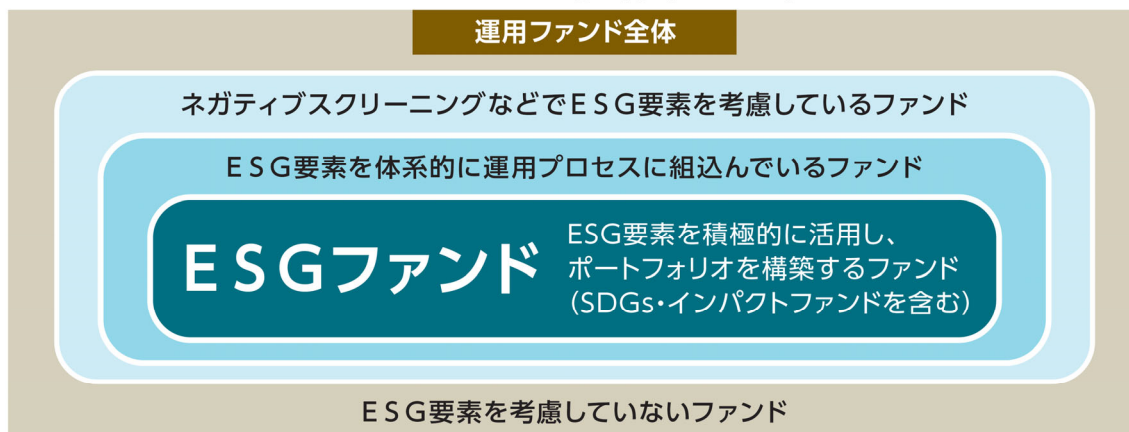 運用ファンド全体
ネガティブスクリーニングなどでESG要素を考慮しているファンド
ESG要素を体系的に運用プロセスに組込んでいるファンド
ESGファンド
ESG要素を積極的に活用し、
ポートフォリオを構築するファンド
(SDGs・インパクトファンドを含む)
ESG要素を考慮していないファンド